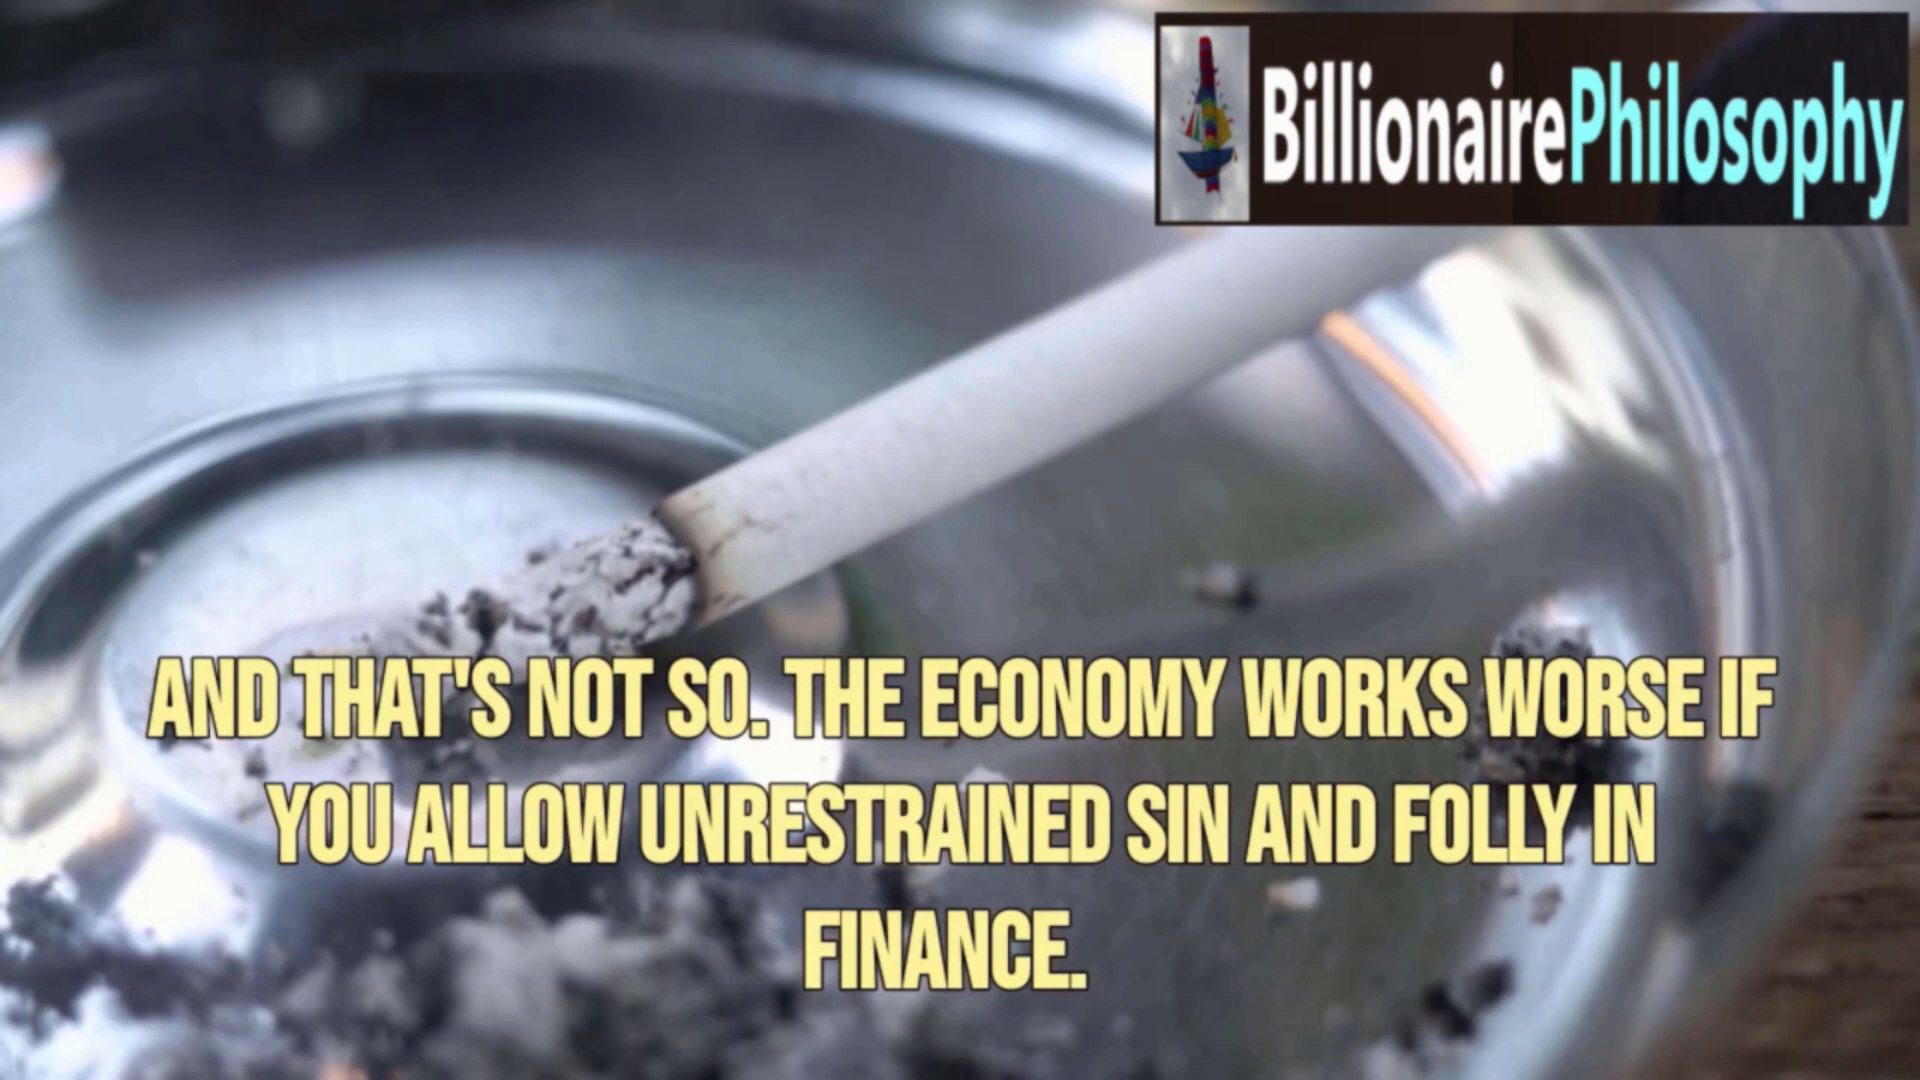 BillionairePhilosophy
AND THAT'S NOT SO. THE ECONOMY WORKS WORSE IF
YOU ALLOW UNRESTRAINED SIN AND FOLLY IN
FINANCE.